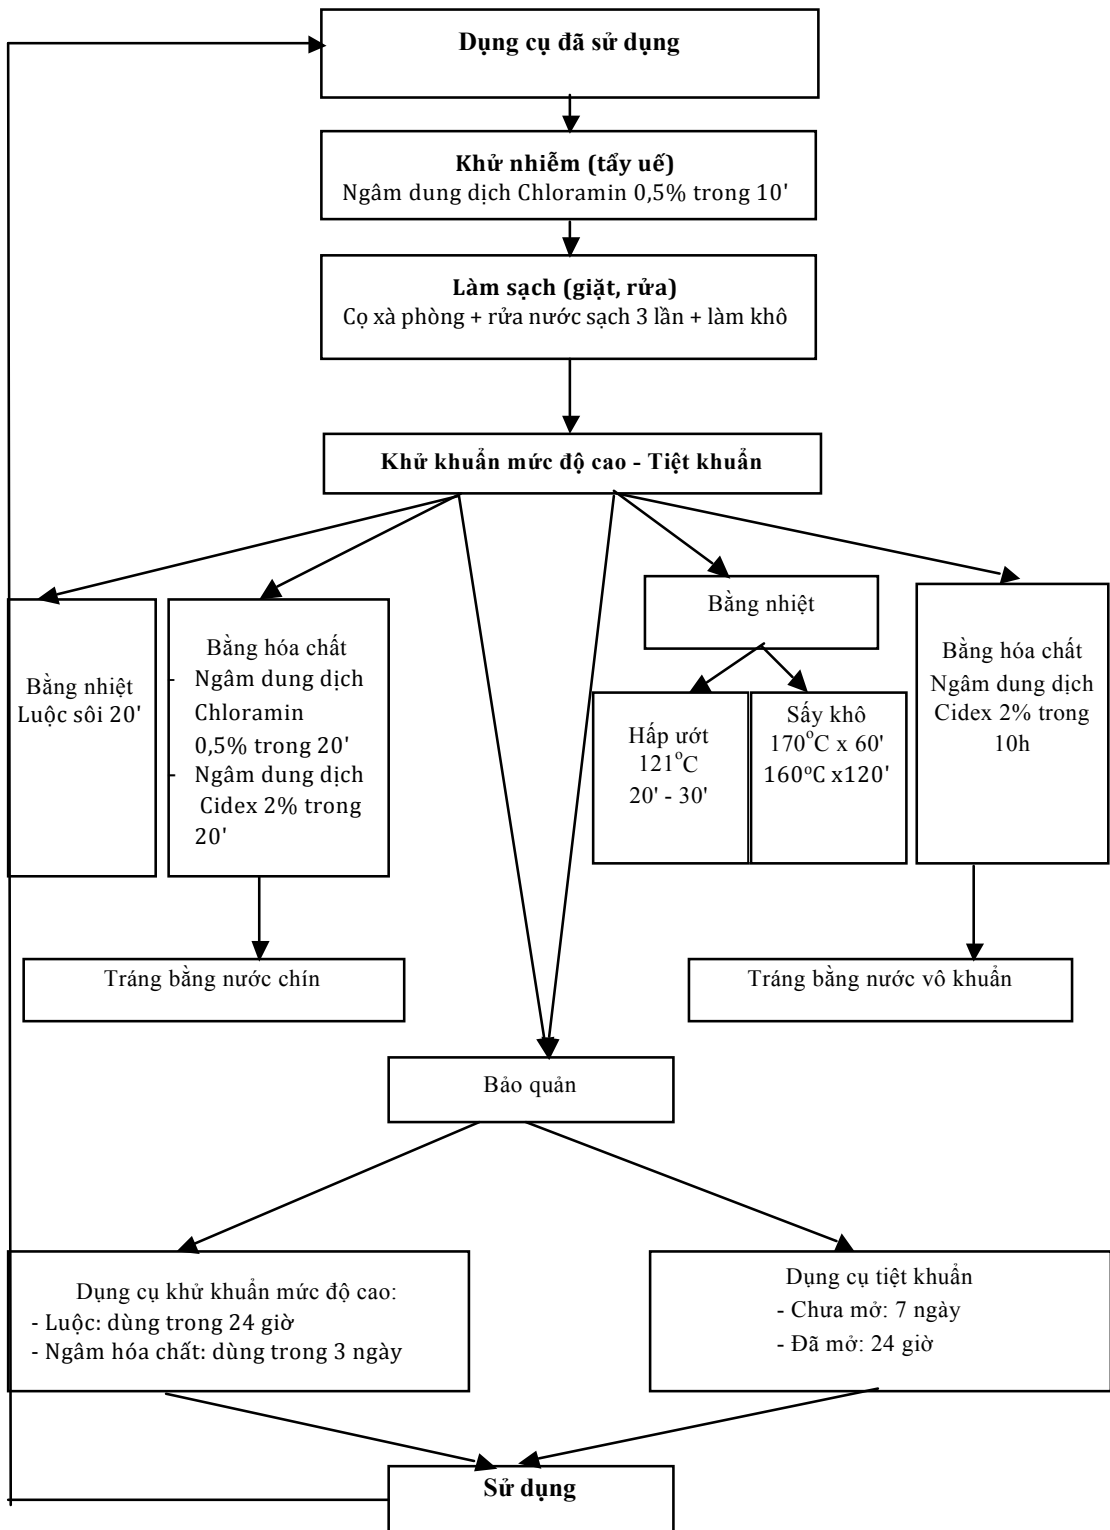 Dụng cụ đã sử dụng
Khử nhiễm (tẩy uế)
Ngâm dung dịch Chloramin 0,5% trong 10'
Làm sạch (giặt, rửa)
Cọ xà phòng + rửa nước sạch 3 lần + làm khô
Khử khuẩn mức độ cao - Tiệt khuẩn
Bằng nhiệt
Luộc sôi 20'
Bằng hóa chất
- Ngâm dung dịch
Chloramin
0,5% trong 20'
- Ngâm dung dịch
Cidex 2% trong
20'
Bằng nhiệt
Hấp ướt
121°C
20' - 30'
Sấy khô
170°C x 60'
160°C x120'
Bằng hóa chất
Ngâm dung dịch
Cidex 2% trong
10h
Tráng bằng nước chín
Tráng bằng nước vô khuẩn
Bảo quản
Dụng cụ khử khuẩn mức độ cao:
- Luộc: dùng trong 24 giờ
- Ngâm hóa chất: dùng trong 3 ngày
Dụng cụ tiệt khuẩn
- Chưa mở: 7 ngày
- Đã mở: 24 giờ
Sử dụng